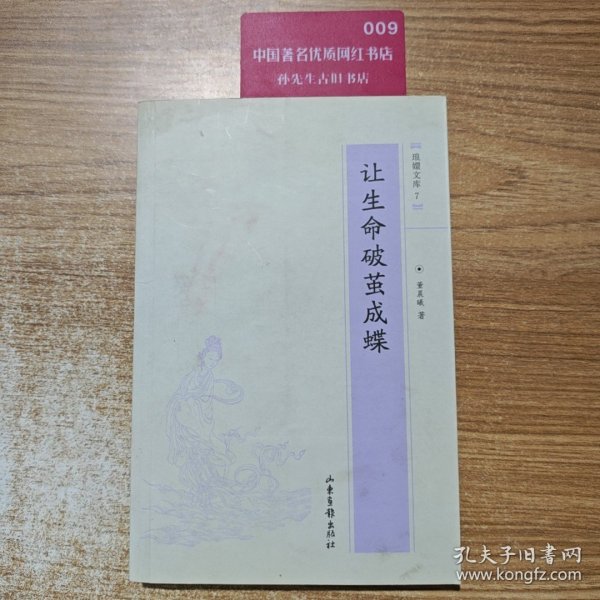 009
中国著名优质网红书店
孙先生古旧书店
琅嬛文库 7
让生命破茧成蝶
董晨曦 著
山东画报出版社
孔夫子旧书网
www.kongfz.com